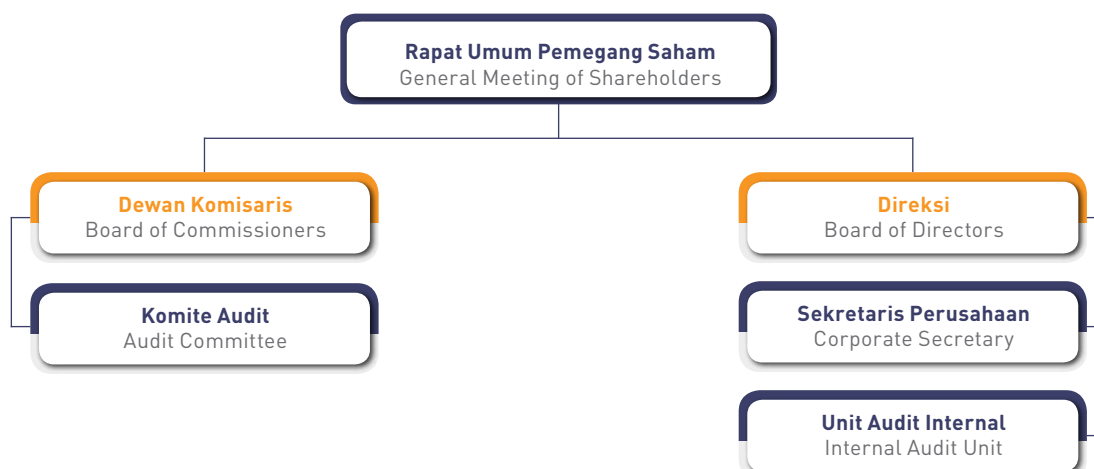 Rapat Umum Pemegang Saham
General Meeting of Shareholders
Dewan Komisaris
Board of Commissioners
Direksi
Board of Directors
Komite Audit
Audit Committee
Sekretaris Perusahaan
Corporate Secretary
Unit Audit Internal
Internal Audit Unit